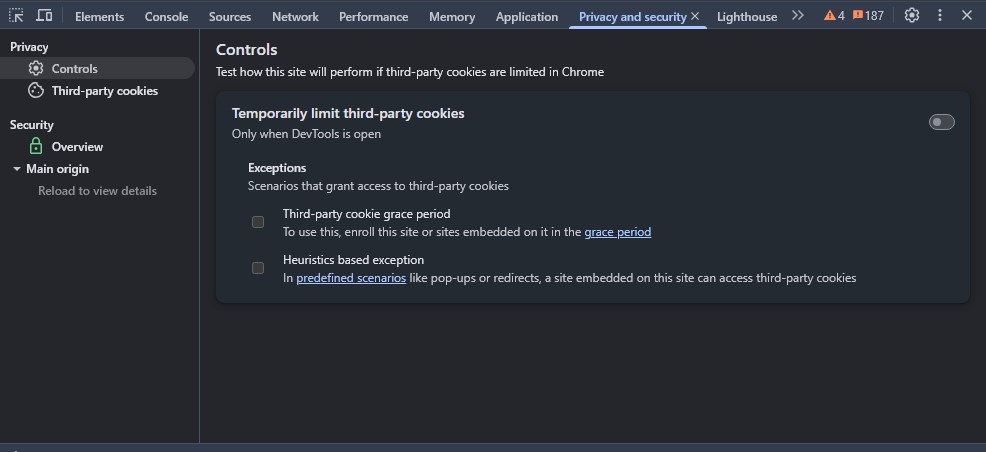 Elements Console Sources Network Performance Memory Application Privacy and security Lighthouse 4 187
Privacy
Controls
Third-party cookies
Security
Overview
Main origin
Reload to view details
Controls
Test how this site will perform if third-party cookies are limited in Chrome
Temporarily limit third-party cookies
Only when DevTools is open
Exceptions
Scenarios that grant access to third-party cookies
Third-party cookie grace period
To use this, enroll this site or sites embedded on it in the grace period
Heuristics based exception
In predefined scenarios like pop-ups or redirects, a site embedded on this site can access third-party cookies